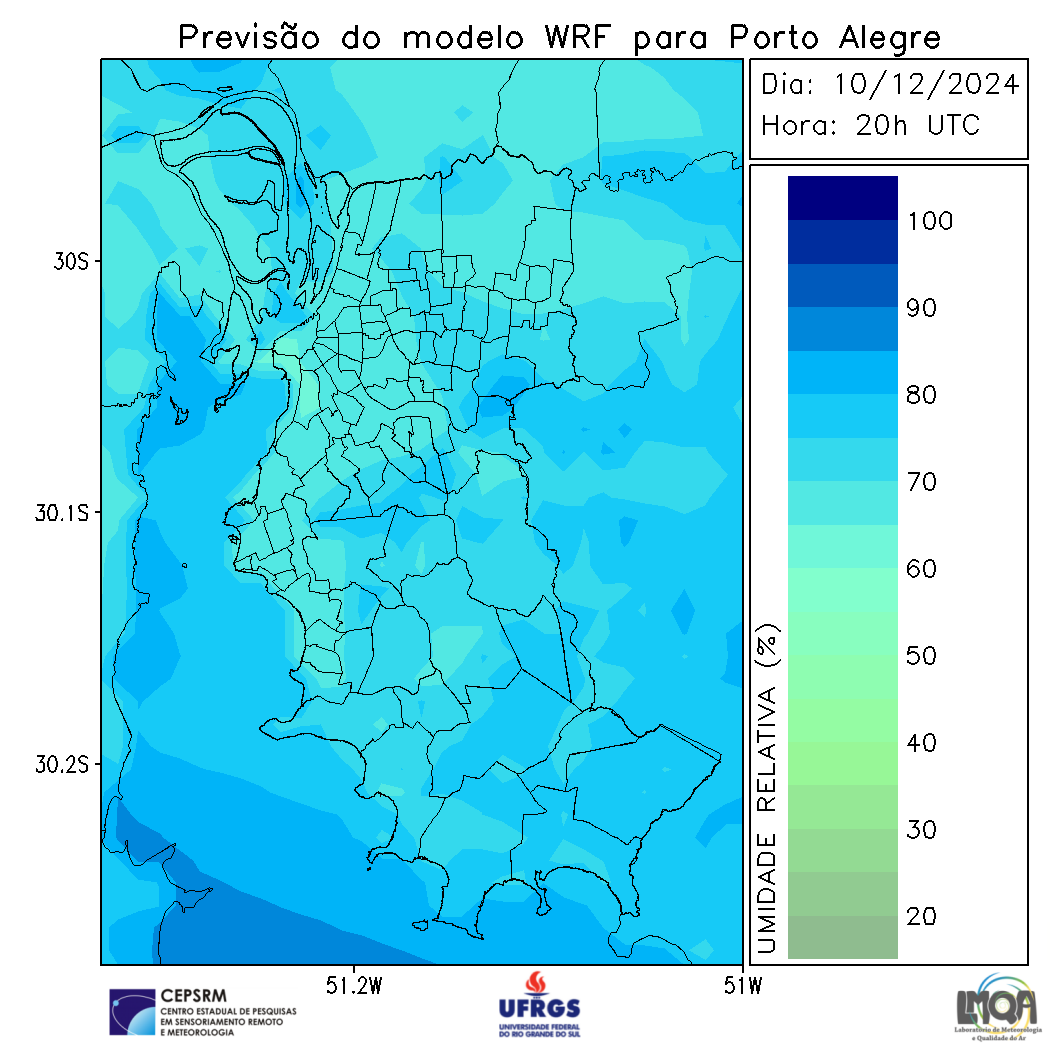 Previsão do modelo WRF para Porto Alegre
Dia: 10/12/2024
Hora: 20h UTC
30S
30.1S
30.2S
51.2W
51W
100
90
80
70
60
50
40
30
20
UMIDADE RELATIVA (%)
CEPSRM
CENTRO ESTADUAL DE PESQUISAS
EM SENSORIAMENTO REMOTO
E METEOROLOGIA
UFRGS
UNIVERSIDADE FEDERAL
DO RIO GRANDE DO SUL
LMQA
Laboratório de Meteorologia
e Qualidade do Ar